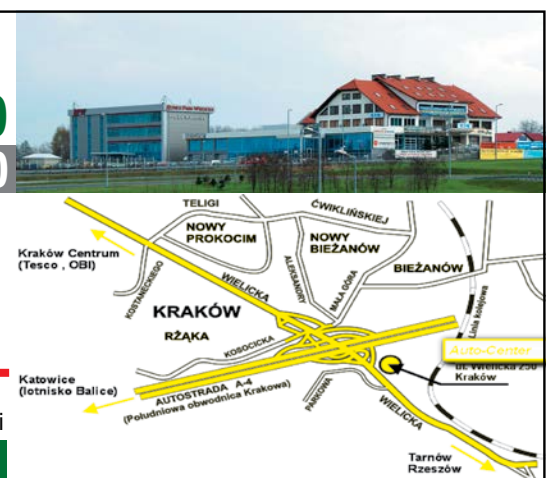 TELIGI
ĆWIKLIŃSKIEJ
NOWY
PROKOCIM
NOWY
BIEŻANÓW
Kraków Centrum
(Tesco , OBI)
KOSTANECKIEGO
WIELICKA
ALEKSANDRY
MAŁA GÓRA
BIEŻANÓW
KRAKÓW
RŻĄKA
KOSOCICKA
Linia kolejowa
Auto-Center
ul. Wielicka 250
Kraków
Katowice
(lotnisko Balice)
AUTOSTRADA A-4
(Południowa obwodnica Krakowa)
PARKOWA
WIELICKA
i
Tarnów
Rzeszów